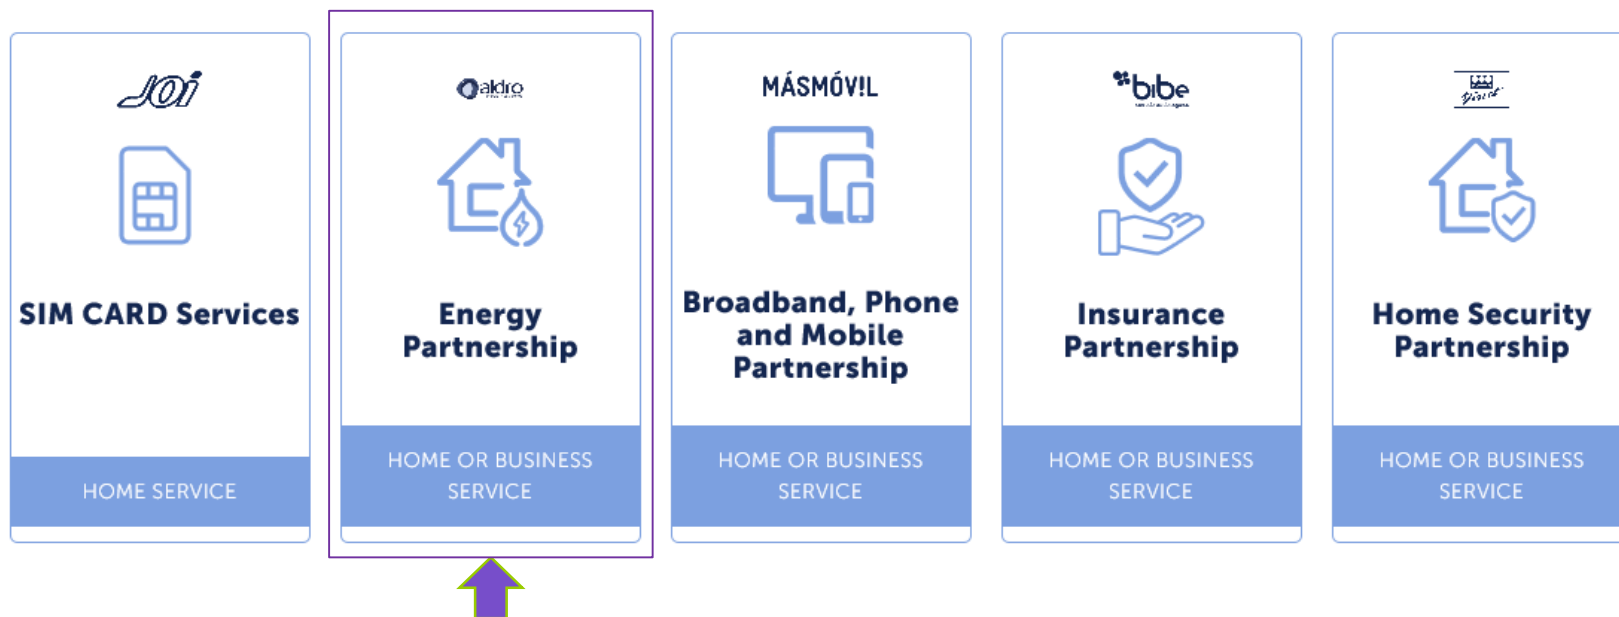 JOi
aldro
MÁSMÓV!L
bibe
SIM CARD Services
Energy
Partnership
Broadband, Phone
and Mobile
Partnership
Insurance
Partnership
Home Security
Partnership
HOME SERVICE
HOME OR BUSINESS
SERVICE
HOME OR BUSINESS
SERVICE
HOME OR BUSINESS
SERVICE
HOME OR BUSINESS
SERVICE